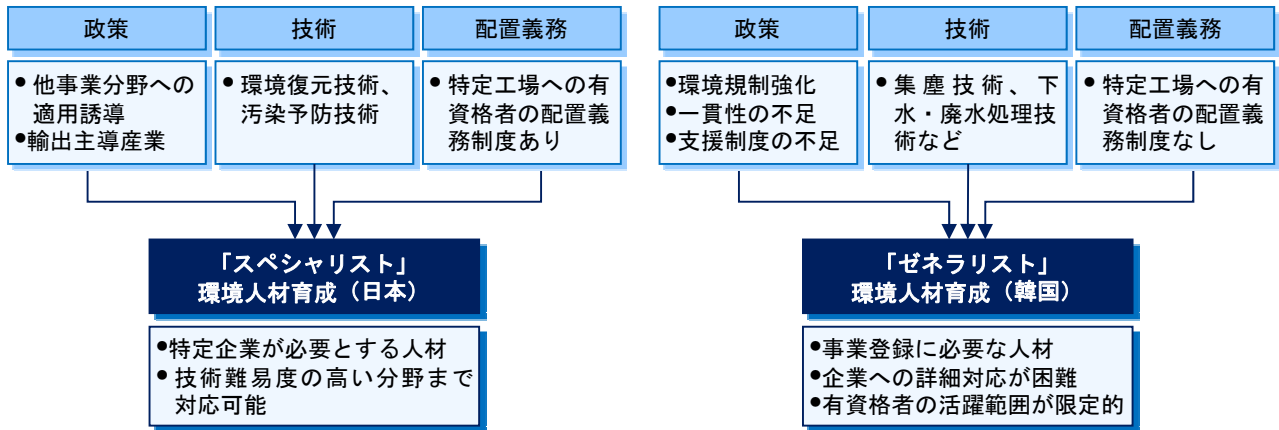 政策
技術
配置義務
● 他事業分野への
適用誘導
●輸出主導産業
● 環境復元技術、
汚染予防技術
● 特定工場への有
資格者の配置義
務制度あり
「スペシャリスト」
環境人材育成（日本）
●特定企業が必要とする人材
● 技術難易度の高い分野まで
対応可能
政策
技術
配置義務
●環境規制強化
●一貫性の不足
●支援制度の不足
● 集塵技術、下
水・廃水処理技
術など
● 特定工場への有
資格者の配置義
務制度なし
「ゼネラリスト」
環境人材育成（韓国）
●事業登録に必要な人材
●企業への詳細対応が困難
●有資格者の活躍範囲が限定的